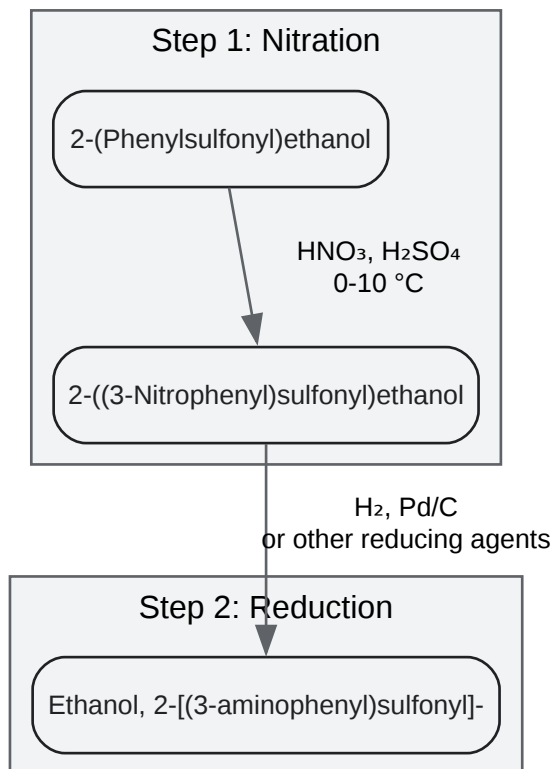 Step 1: Nitration
2-(Phenylsulfonyl)ethanol
HNO₃, H₂SO₄
0-10 °C
2-((3-Nitrophenyl)sulfonyl)ethanol
H₂, Pd/C
or other reducing agents
Step 2: Reduction
Ethanol, 2-[(3-aminophenyl)sulfonyl]-